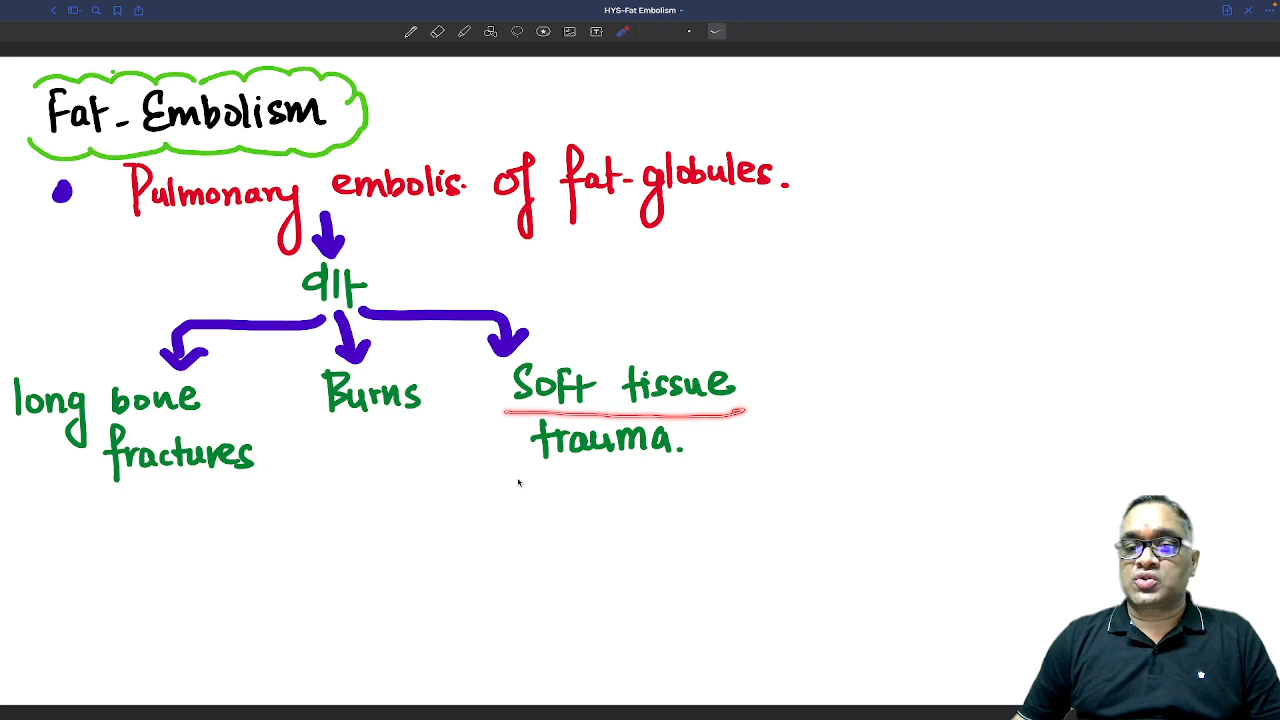 HYS-Fat Embolism
Fat-Embolism
Pulmonary embolis. of fat-globules.
d/t
long bone fractures
Burns
Soft tissue trauma.